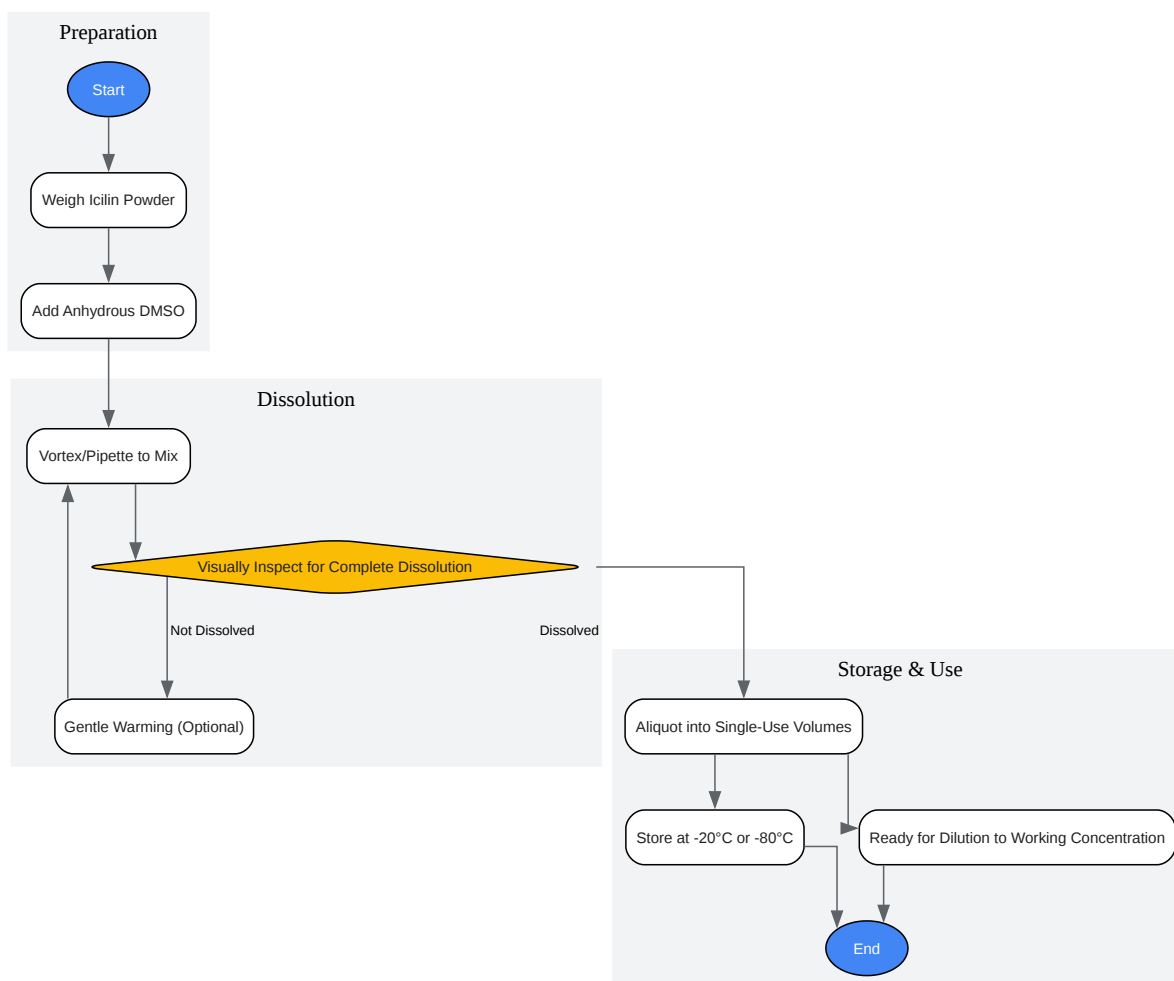 Preparation
Start
Weigh Icilin Powder
Add Anhydrous DMSO
Dissolution
Vortex/Pipette to Mix
Visually Inspect for Complete Dissolution
Not Dissolved
Dissolved
Gentle Warming (Optional)
Storage & Use
Aliquot into Single-Use Volumes
Store at -20°C or -80°C
Ready for Dilution to Working Concentration
End